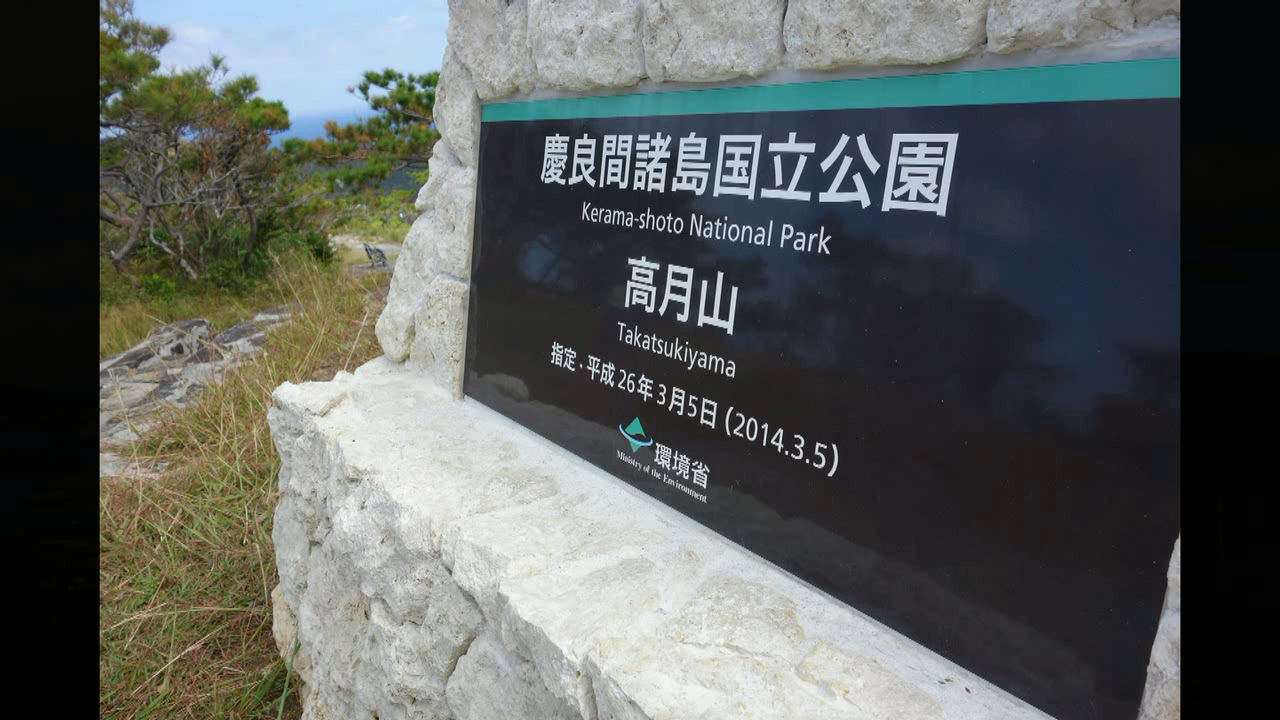 慶良間諸島国立公園
Kerama-shoto National Park
高月山
Takatsukiyama
指定・平成26年3月5日(2014.3.5)
環境省
Ministry of the Environment